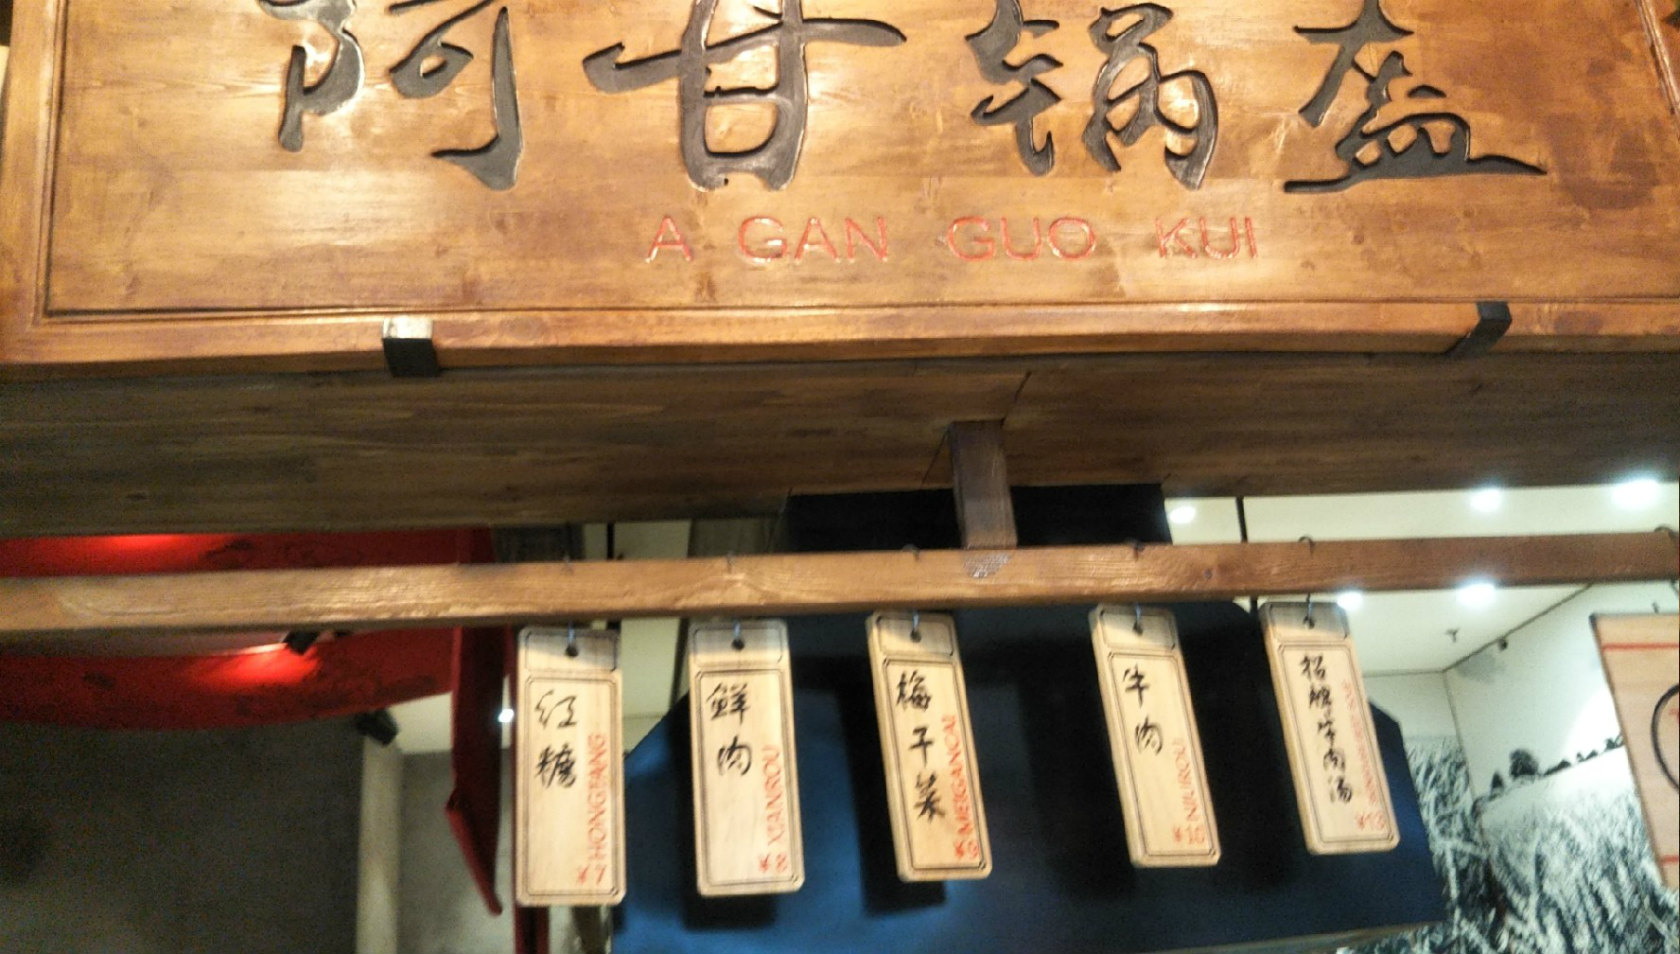 阿甘锅盔
A GAN GUO KUI
红糖
HONGTANG
¥7
鲜肉
XIANROU
¥8
梅干菜
MEIGANCAI
¥9
牛肉
NIUROU
¥10
招牌牛肉汤